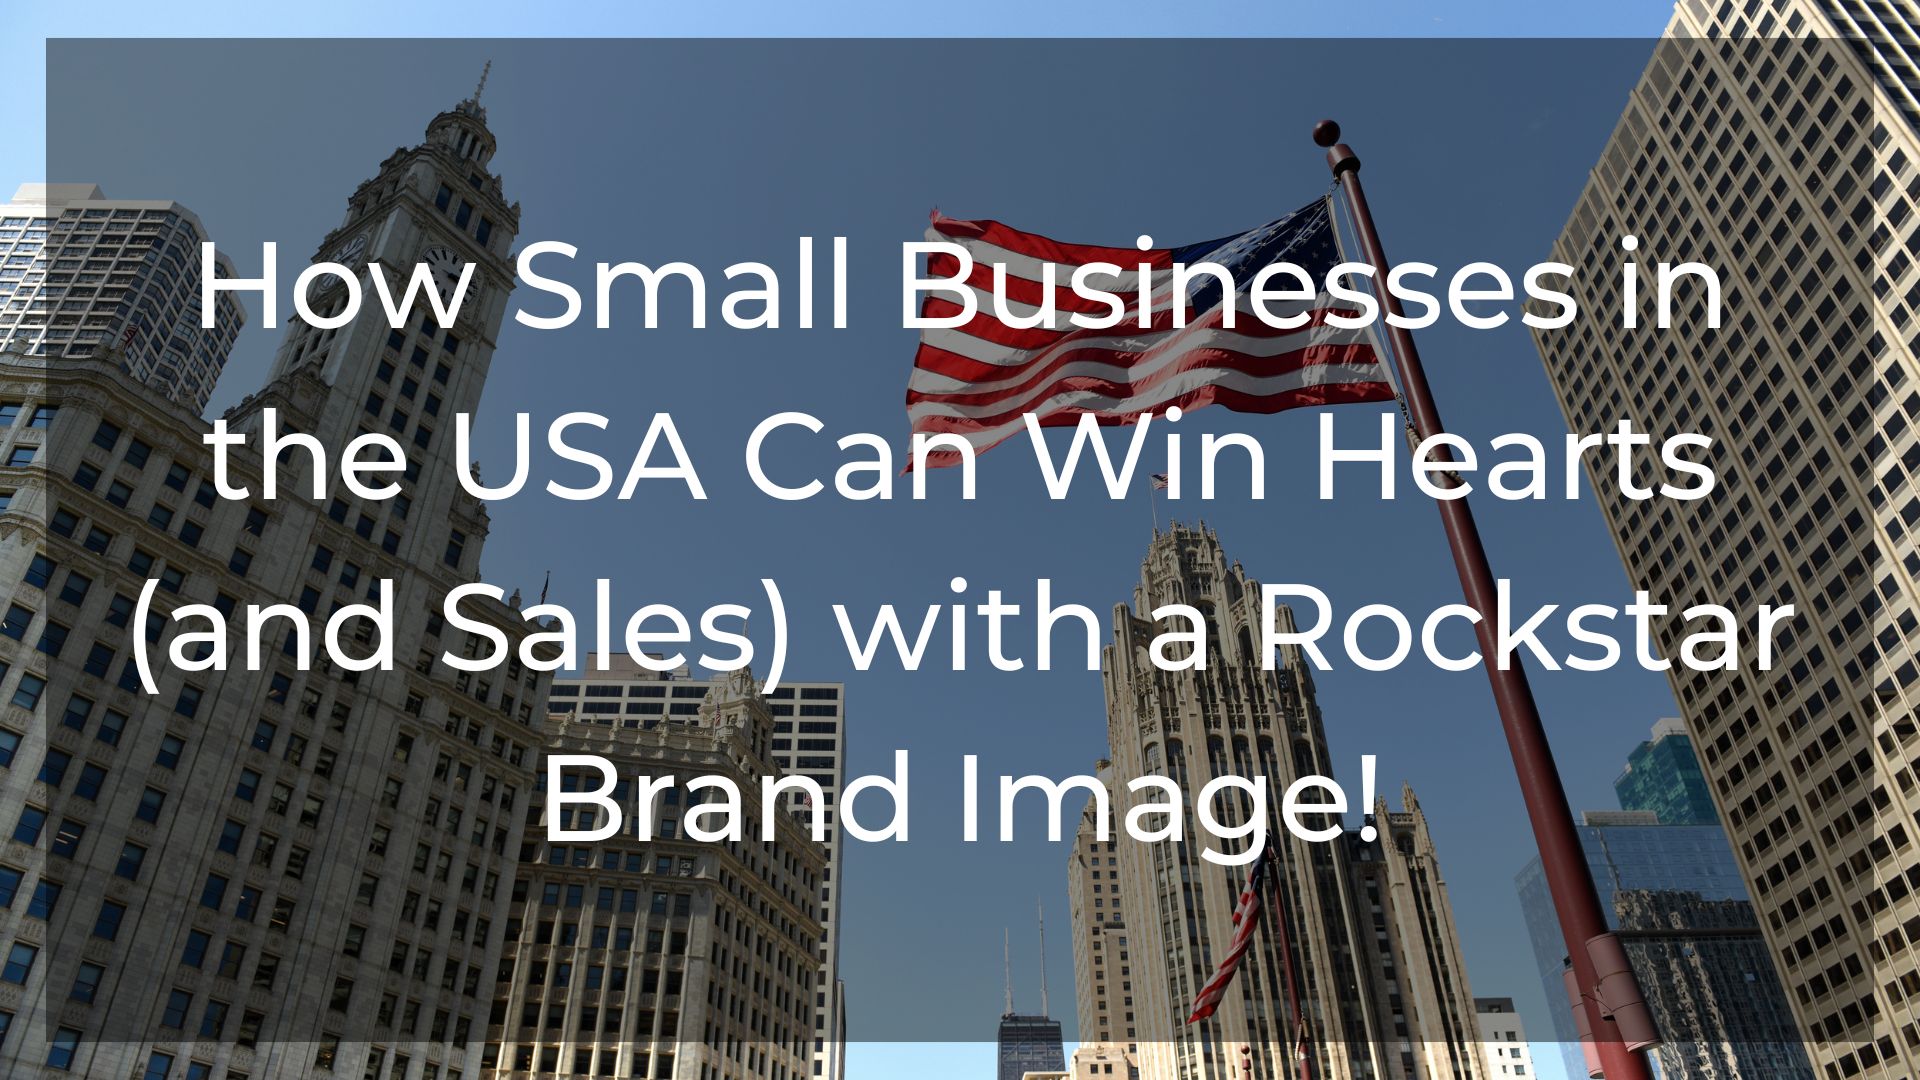 How Small Businesses in
the USA Can Win Hearts
(and Sales) with a Rockstar
Brand Image!